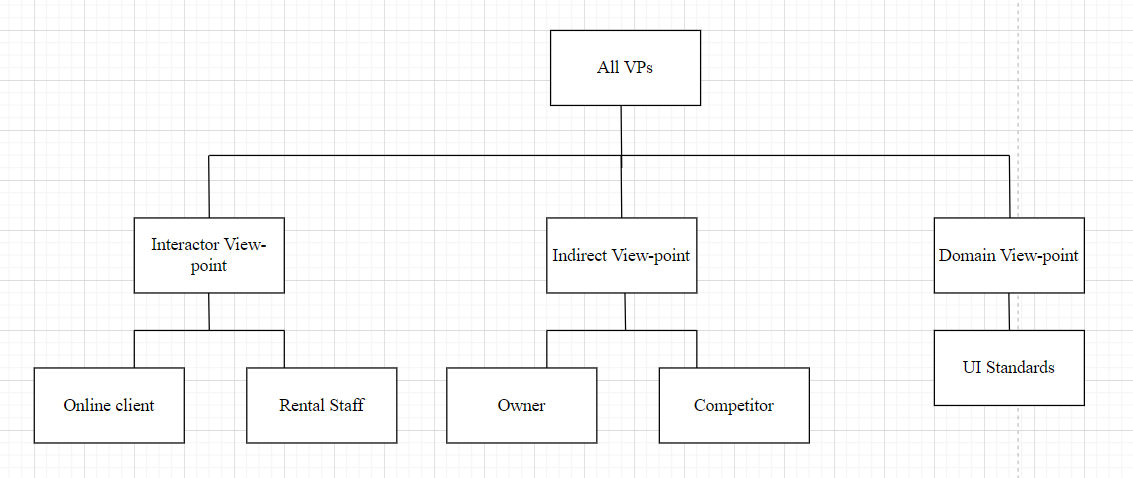 All VPs
Interactor View-
point
Indirect View-point
Domain View-point
UI Standards
Online client
Rental Staff
Owner
Competitor